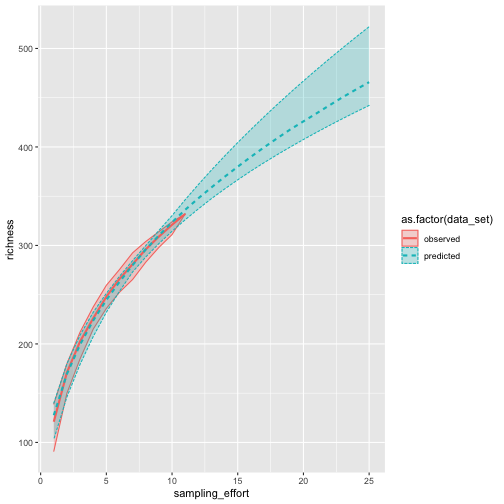 500
400
300
200
100
richness
0
5
10
15
20
25
sampling_effort
as.factor(data_set)
observed
predicted